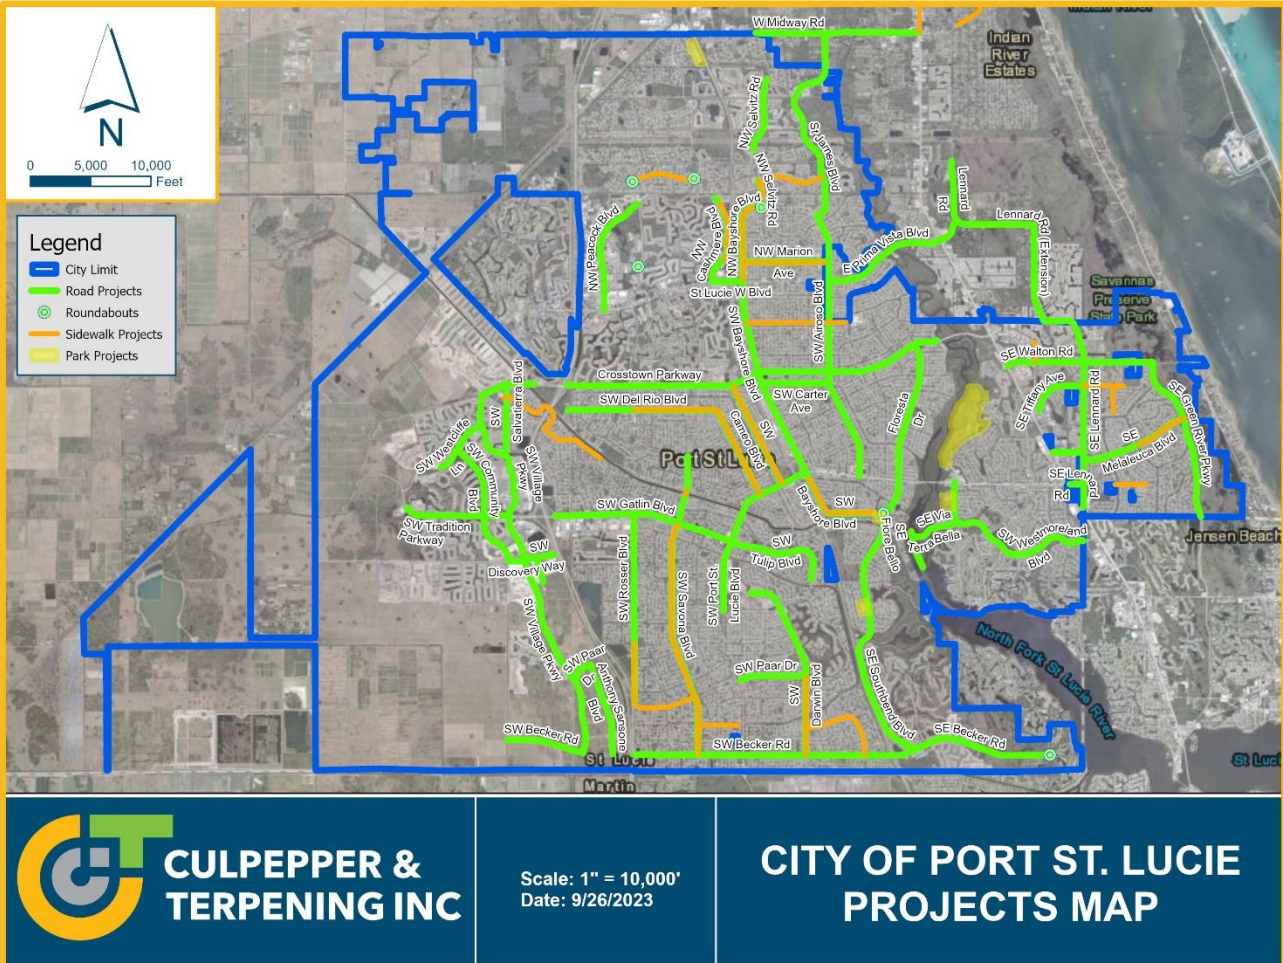 W Midway Rd
Indian River
Indian
River
Estates
N
0 5,000 10,000
Feet
Legend
City Limit
Road Projects
Roundabouts
Sidewalk Projects
Park Projects
NW Selvitz Rd
St James Blvd
NW Selvitz Rd
NW Peacock Blvd
NW
Cashmere Blvd
NW Bayshore Blvd
NW Marion
Ave
St Lucie W Blvd
E Prima Vista Blvd
Lennard
Rd
Lennard
Rd (Extension)
Savannas
Preserve
State Park
SW Bayshore Blvd
SW Airoso Blvd
SE Walton Rd
SE Tiffany Ave
SE Lennard Rd
SE Green River Pkwy
SE
Melaleuca Blvd
SE Lennard
Rd
Crosstown Parkway
SW Del Rio Blvd
SW Carter
Ave
Cameo Blvd
SW
Bayshore Blvd
SW
Floresta
Dr
Port St Lucie
SW
Salvatierra Blvd
SW Westcliffe
Ln
SW Community
Blvd
SW Village
Pkwy
SW Tradition
Parkway
SW
Discovery Way
SW Gatlin Blvd
SW
Tulip Blvd
SE
Fiore Bello
SE Via
Terra Bella
SW Westmoreland
Blvd
Jensen Beach
SW Rosser Blvd
SW Savona Blvd
SW Port St
Lucie Blvd
SW Village Pkwy
SW Paar
Dr
Anthony Sansone
Blvd
SW Paar Dr
SW
Darwin Blvd
SE Southbend Blvd
North Fork St Lucie River
SW Becker Rd
SW Becker Rd
SE Becker Rd
St Lucie
Martin
St Luci
CULPEPPER &
TERPENING INC
Scale: 1" = 10,000'
Date: 9/26/2023
CITY OF PORT ST. LUCIE
PROJECTS MAP